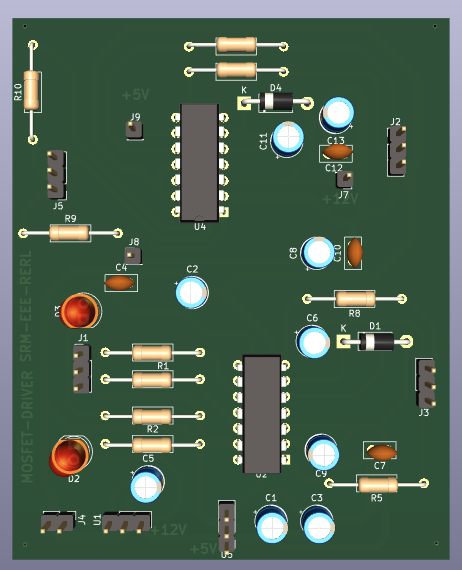 K
D4
+5V
R10
J9
C11
C13
J2
C12
J7
+12V
J5
U4
R9
J8
C8
C10
C4
C2
R8
C6
K
D1
J1
R1
J3
R2
D2
C5
C9
C7
U2
R5
J4
U1
+12V
C1
C3
+5V
MOSFET-DRIVER SRM-EEE-RERL